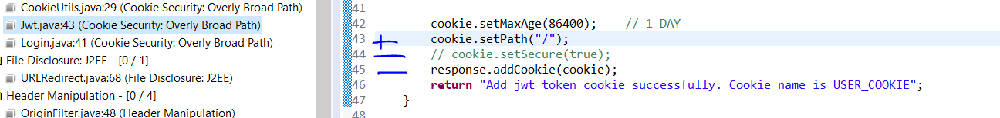 CookieUtils.java:29 (Cookie Security: Overly Broad Path)
Jwt.java:43 (Cookie Security: Overly Broad Path)
Login.java:41 (Cookie Security: Overly Broad Path)
File Disclosure: J2EE - [0 / 1]
URLRedirect.java:68 (File Disclosure: J2EE)
Header Manipulation - [0 / 4]
OriginFilter.java:48 (Header Manipulation)
41
42 cookie.setMaxAge(86400); // 1 DAY
43 cookie.setPath("/");
44 // cookie.setSecure(true);
45 response.addCookie(cookie);
46 return "Add jwt token cookie successfully. Cookie name is USER_COOKIE";
47 }
48